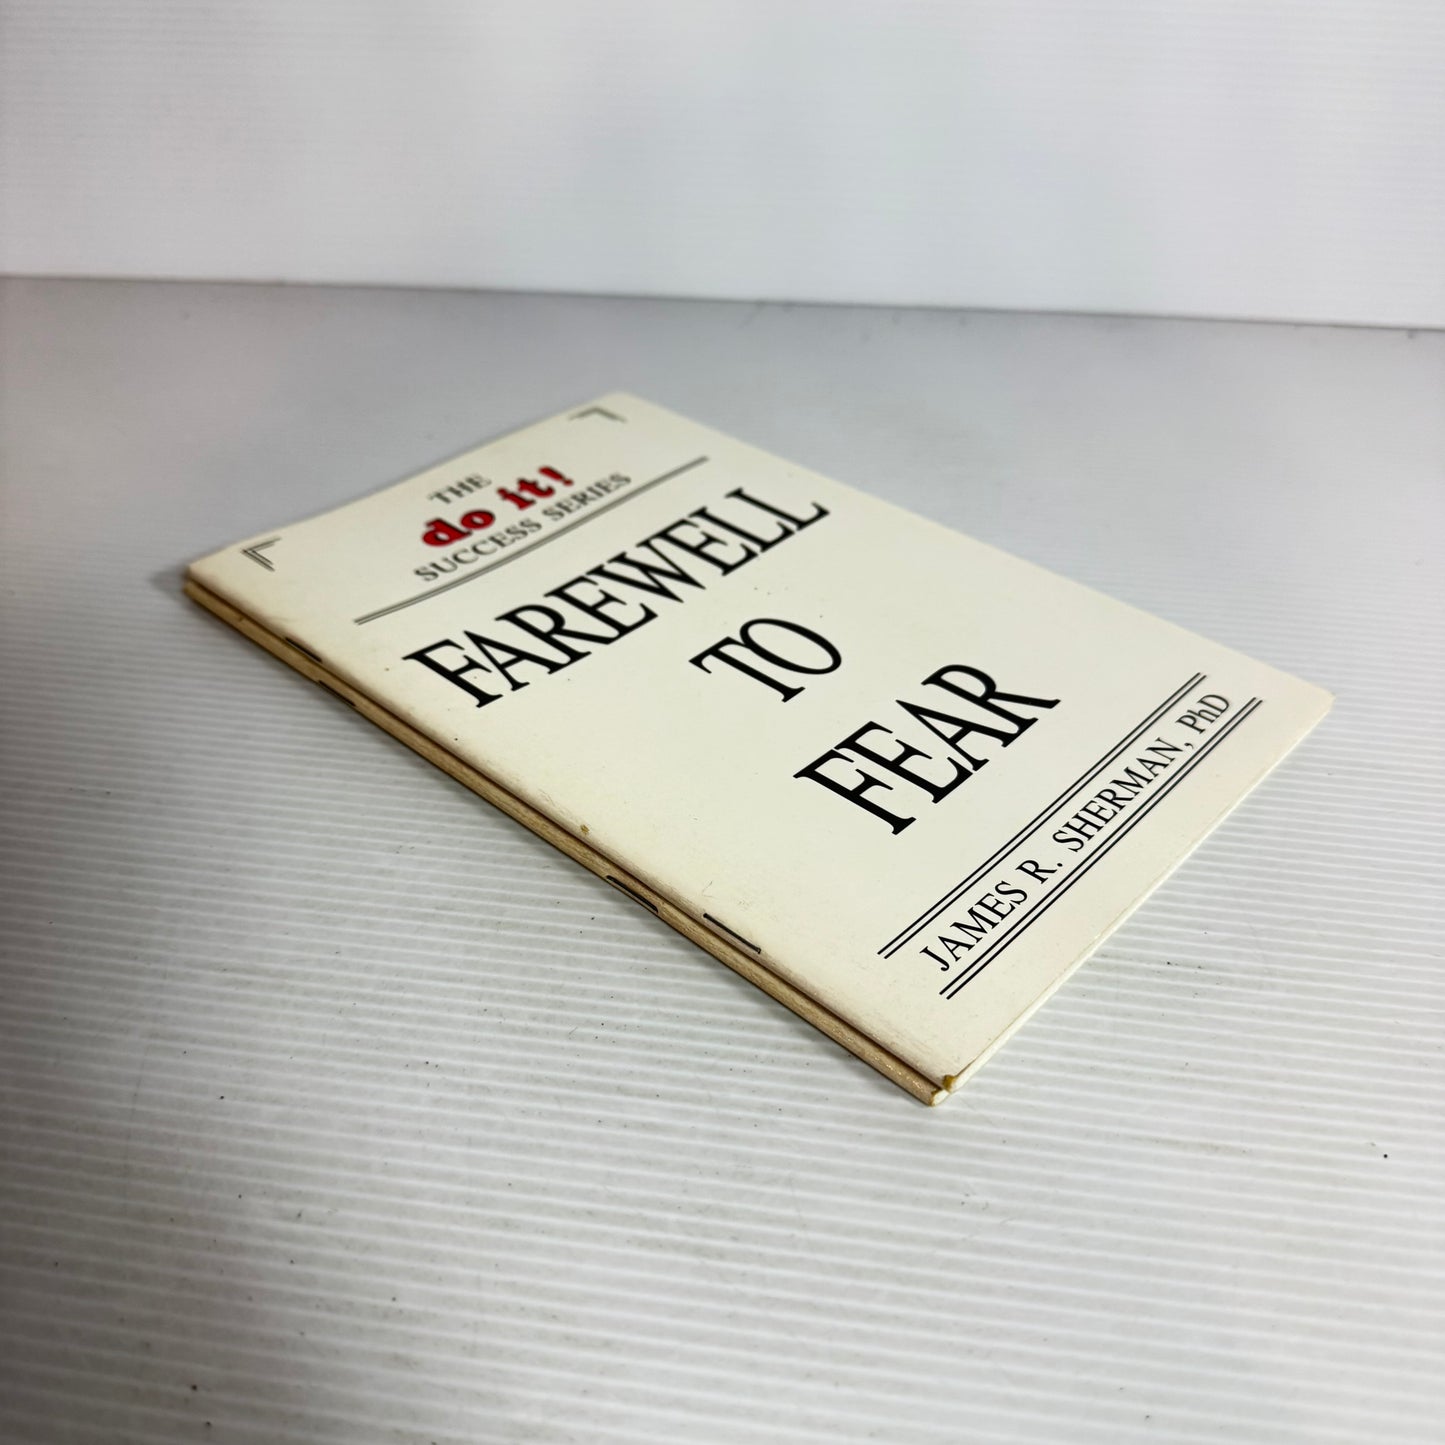 THE
do it!
SUCCESS SERIES
FAREWELL
TO
FEAR
JAMES R. SHERMAN, PhD